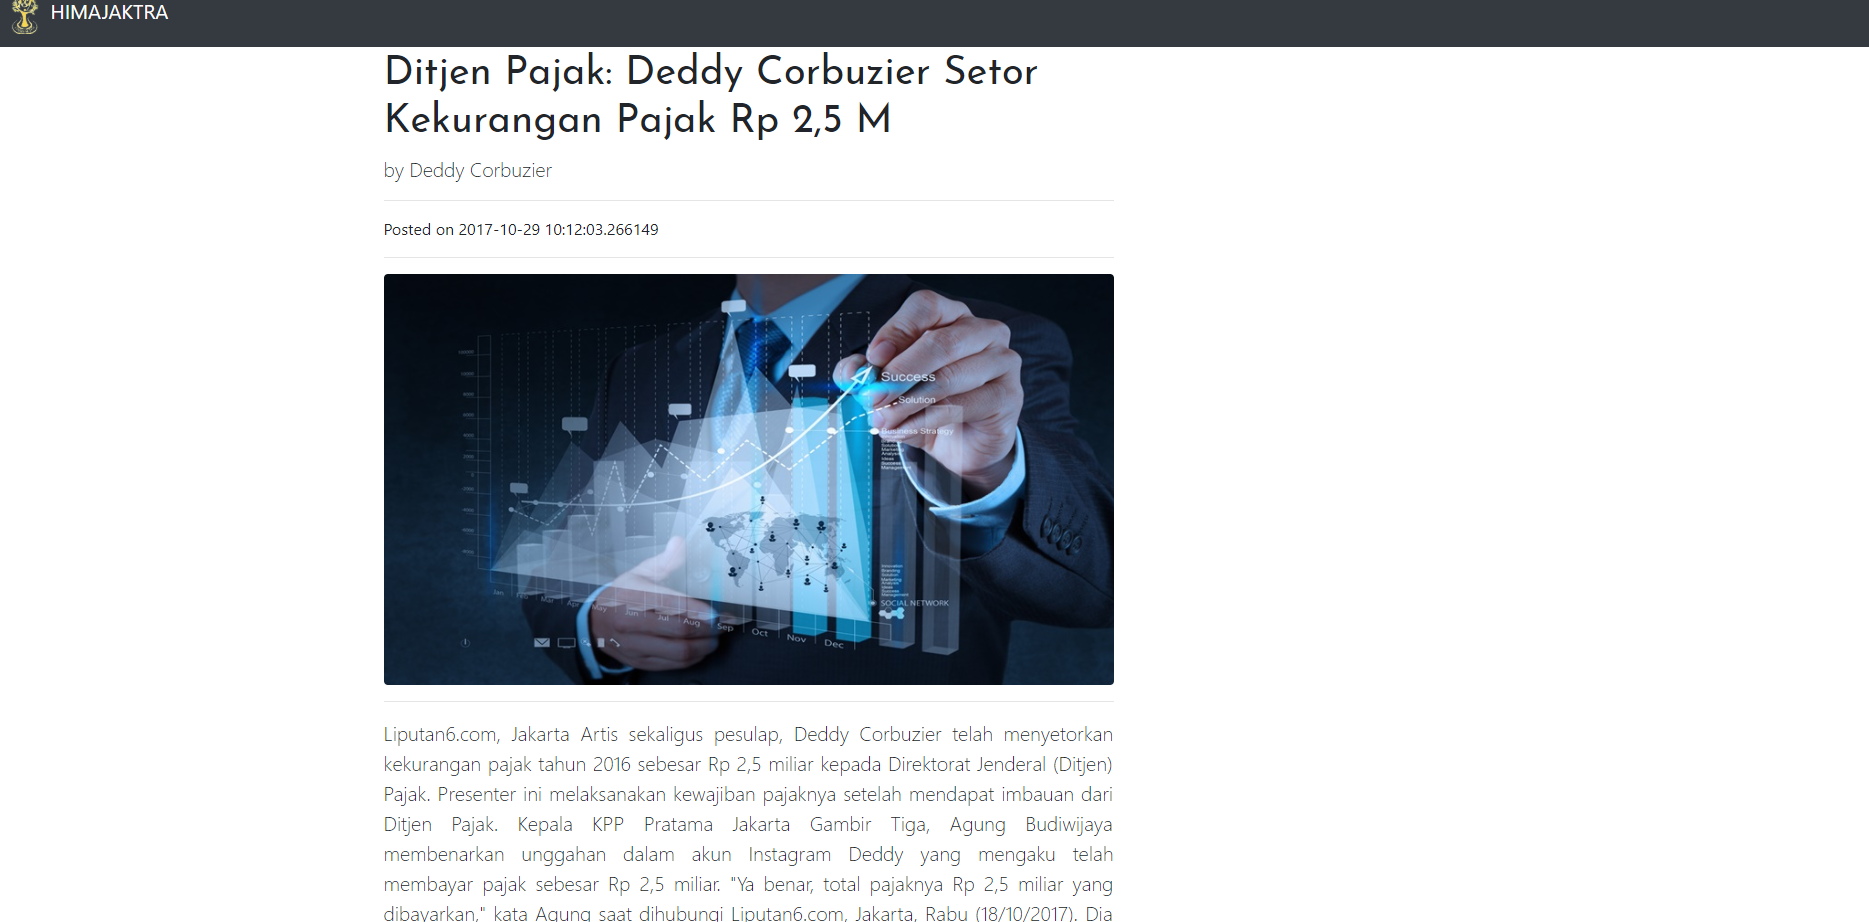 HIMAJAKTRA
Ditjen Pajak: Deddy Corbuzier Setor
Kekurangan Pajak Rp 2,5 M
by Deddy Corbuzier
Posted on 2017-10-29 10:12:03.266149
Success
Solution
Business Strategy
SOCIAL NETWORK
Jan Feb Mar Apr May Jun Jul Aug Sep Oct Nov Dec
Liputan6.com, Jakarta Artis sekaligus pesulap, Deddy Corbuzier telah menyetorkan
kekurangan pajak tahun 2016 sebesar Rp 2,5 miliar kepada Direktorat Jenderal (Ditjen)
Pajak. Presenter ini melaksanakan kewajiban pajaknya setelah mendapat imbauan dari
Ditjen Pajak. Kepala KPP Pratama Jakarta Gambir Tiga, Agung Budiwijaya
membenarkan unggahan dalam akun Instagram Deddy yang mengaku telah
membayar pajak sebesar Rp 2,5 miliar. "Ya benar, total pajaknya Rp 2,5 miliar yang
dibayarkan," kata Agung saat dihubungi Liputan6.com, Jakarta, Rabu (18/10/2017). Dia